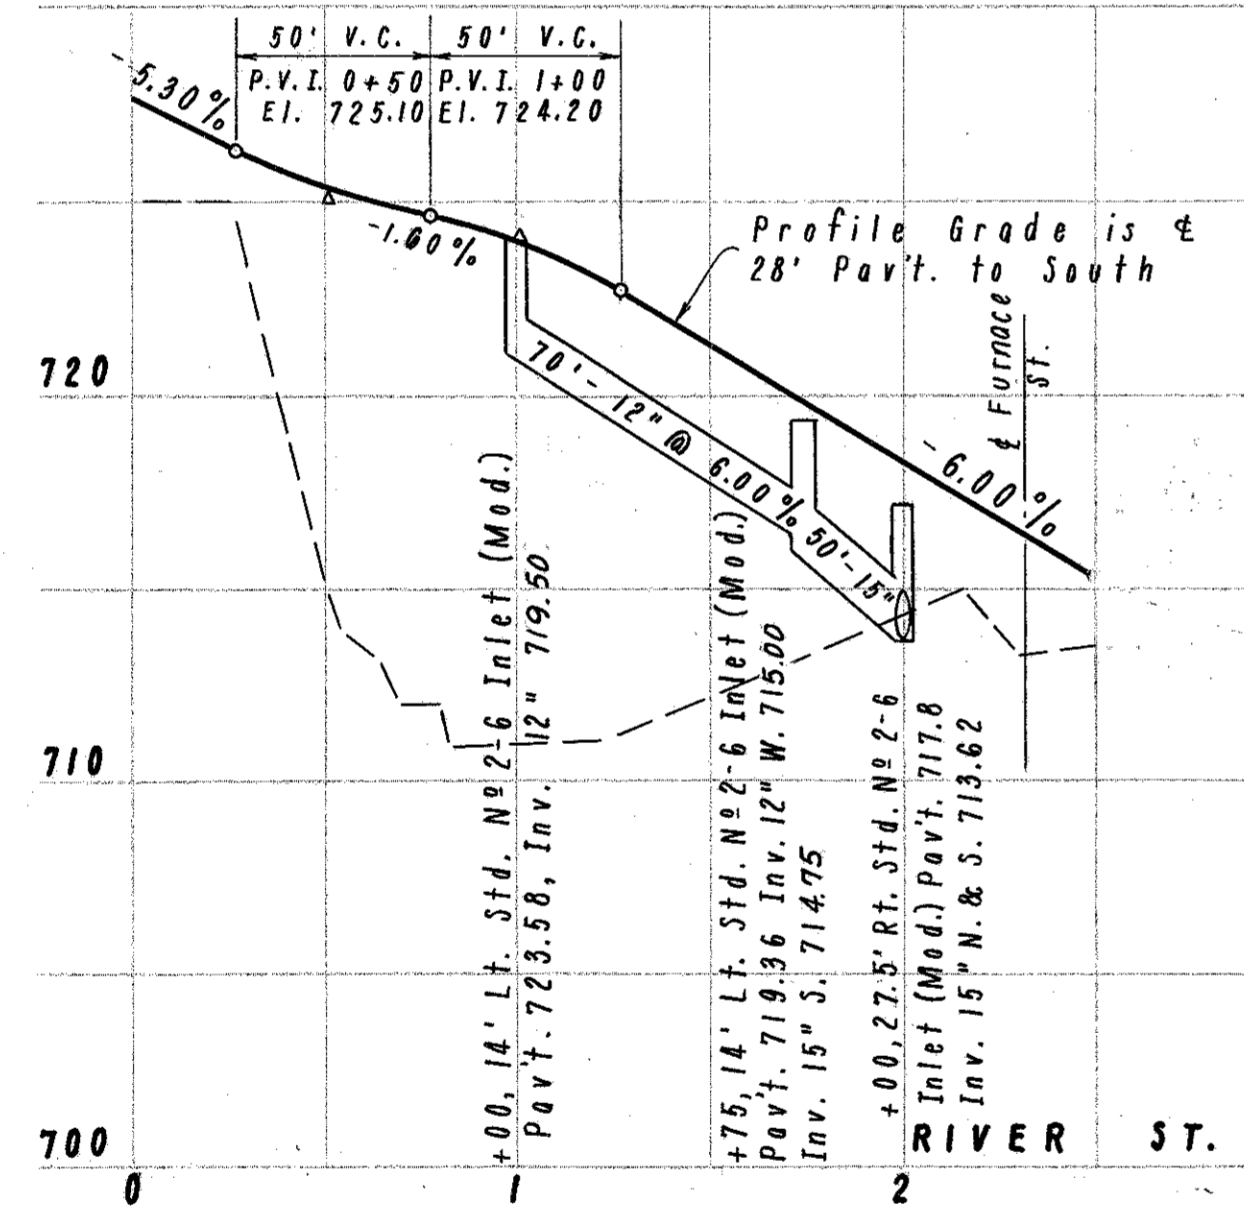 50' V.C. 50' V.C.
P.V.I. 0+50 P.V.I. 1+00
El. 725.10 El. 724.20
-5.30%
-1.80%
Profile Grade is ℄
28' Pav't. to South
℄ Furnace
St.
720
70'-12" @ 6.00%
50'-15"
-6.00%
710
+00, 14' Lt. Std. Nº 2-6 Inlet (Mod.)
Pav't. 723.58, Inv. 12" 719.50
+75, 14' Lt. Std. Nº 2-6 Inlet (Mod.)
Pav't. 719.36 Inv. 12" W. 715.00
Inv. 15" S. 714.75
+00, 27.5' Rt. Std. Nº 2-6
Inlet (Mod.) Pav't. 717.8
Inv. 15" N. & S. 713.62
700
RIVER ST.
0 1 2